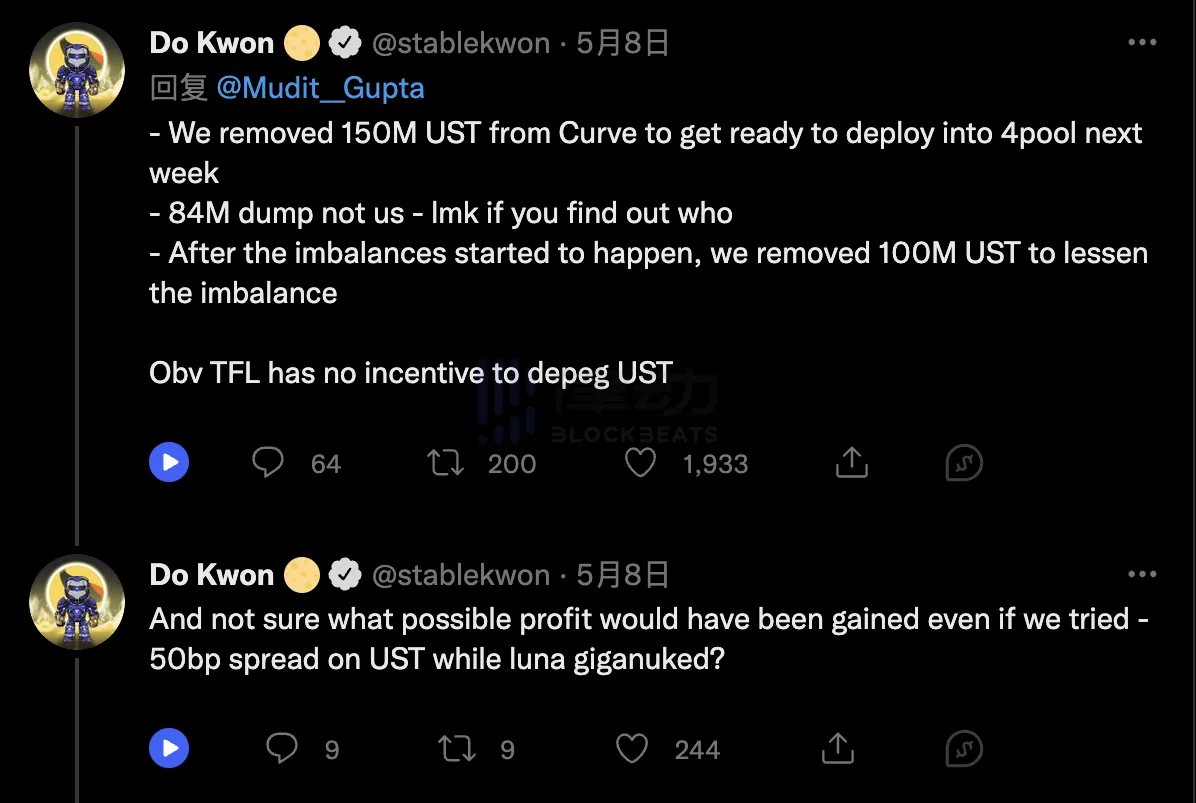 Do Kwon @stablekwon · 5月8日
回复 @Mudit__Gupta
- We removed 150M UST from Curve to get ready to deploy into 4pool next
week
- 84M dump not us - lmk if you find out who
- After the imbalances started to happen, we removed 100M UST to lessen
the imbalance
Obv TFL has no incentive to depeg UST
律动
BLOCKBEATS
64 200 1,933
Do Kwon @stablekwon · 5月8日
And not sure what possible profit would have been gained even if we tried -
50bp spread on UST while luna giganuked?
9 9 244